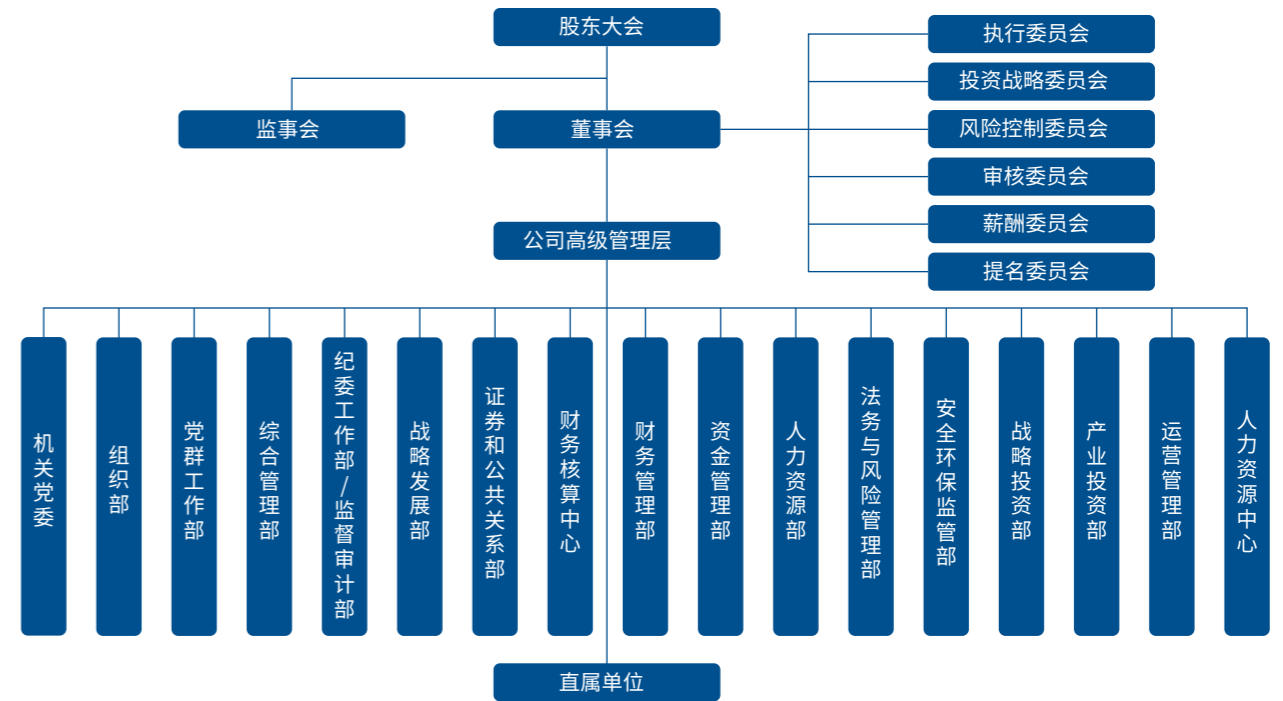 股东大会
监事会
董事会
执行委员会
投资战略委员会
风险控制委员会
审核委员会
薪酬委员会
提名委员会
公司高级管理层
机关党委
组织部
党群工作部
综合管理部
纪委工作部/监督审计部
战略发展部
证券和公共关系部
财务核算中心
财务管理部
资金管理部
人力资源部
法务与风险管理部
安全环保监管部
战略投资部
产业投资部
运营管理部
人力资源中心
直属单位